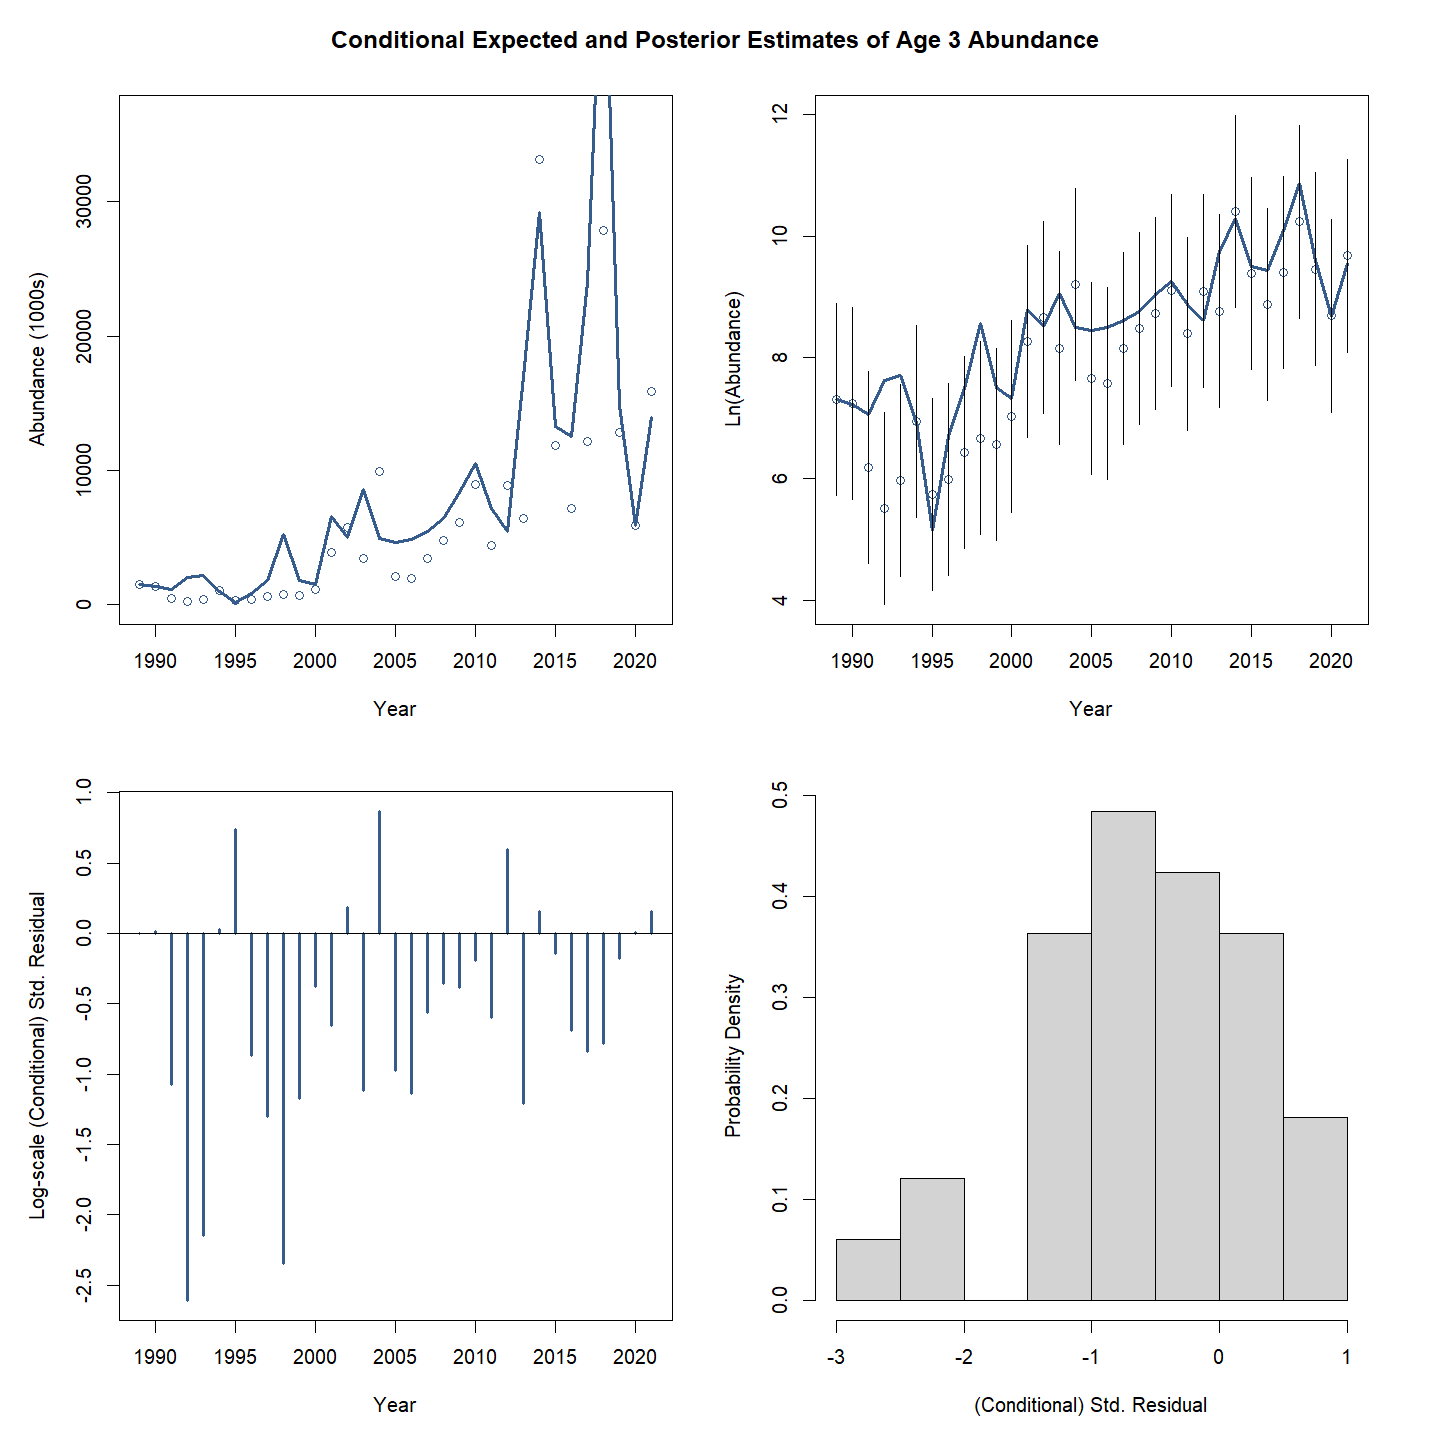 Conditional Expected and Posterior Estimates of Age 3 Abundance
Abundance (1000s)
30000
20000
10000
0
1990 1995 2000 2005 2010 2015 2020
Year
Ln(Abundance)
12
10
8
6
4
1990 1995 2000 2005 2010 2015 2020
Year
Log-scale (Conditional) Std. Residual
1.0
0.5
0.0
-0.5
-1.0
-1.5
-2.0
-2.5
1990 1995 2000 2005 2010 2015 2020
Year
Probability Density
0.5
0.4
0.3
0.2
0.1
0.0
-3 -2 -1 0 1
(Conditional) Std. Residual